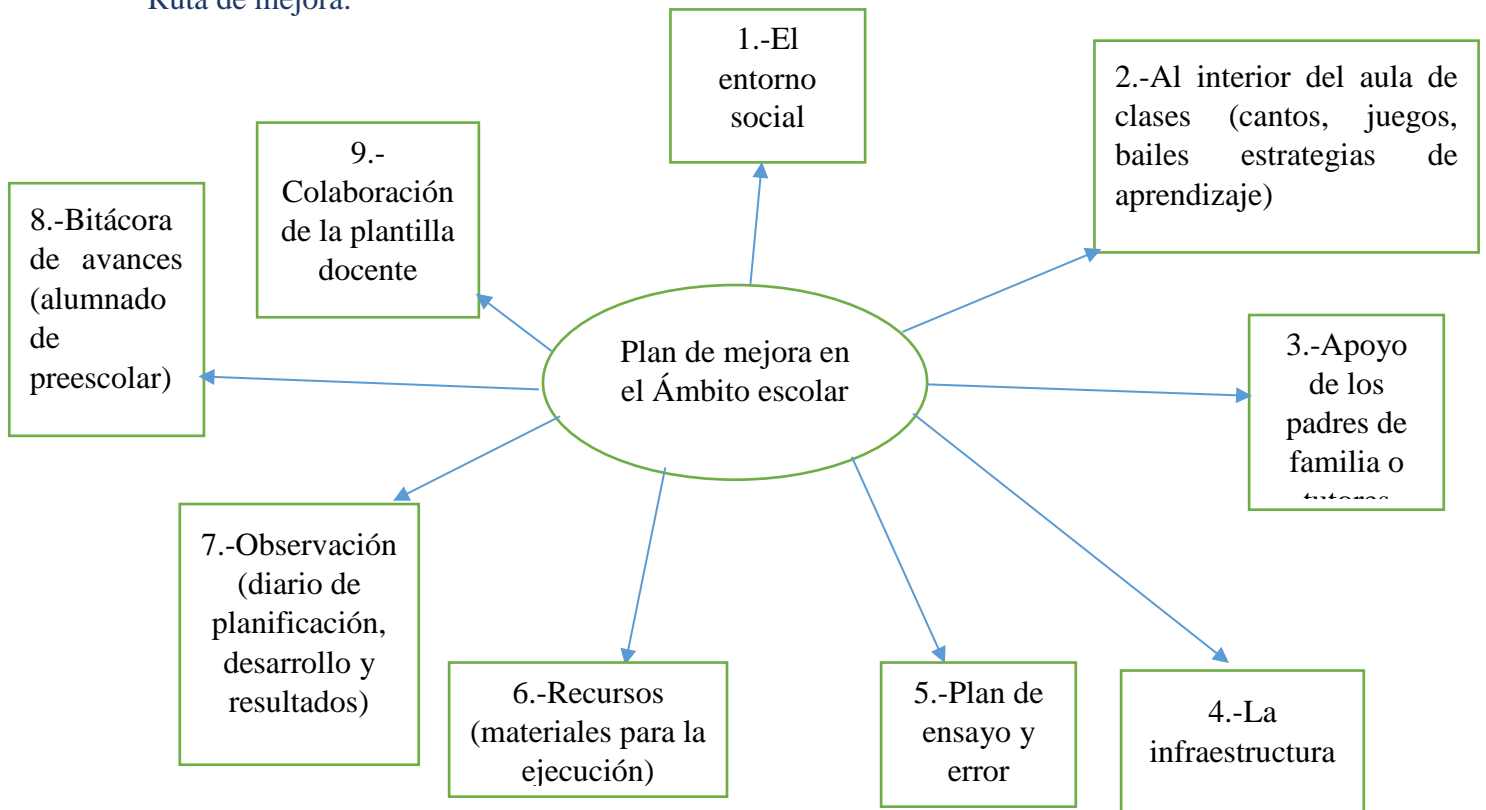 Ruta de mejora.
1.-El
entorno
social
2.-Al interior del aula de
clases (cantos, juegos,
bailes estrategias de
aprendizaje)
9.-
Colaboración
de la plantilla
docente
8.-Bitácora
de avances
(alumnado
de
preescolar)
Plan de mejora en
el Ámbito escolar
3.-Apoyo
de los
padres de
familia o
tutores
7.-Observación
(diario de
planificación,
desarrollo y
resultados)
6.-Recursos
(materiales para la
ejecución)
5.-Plan de
ensayo y
error
4.-La
infraestructura